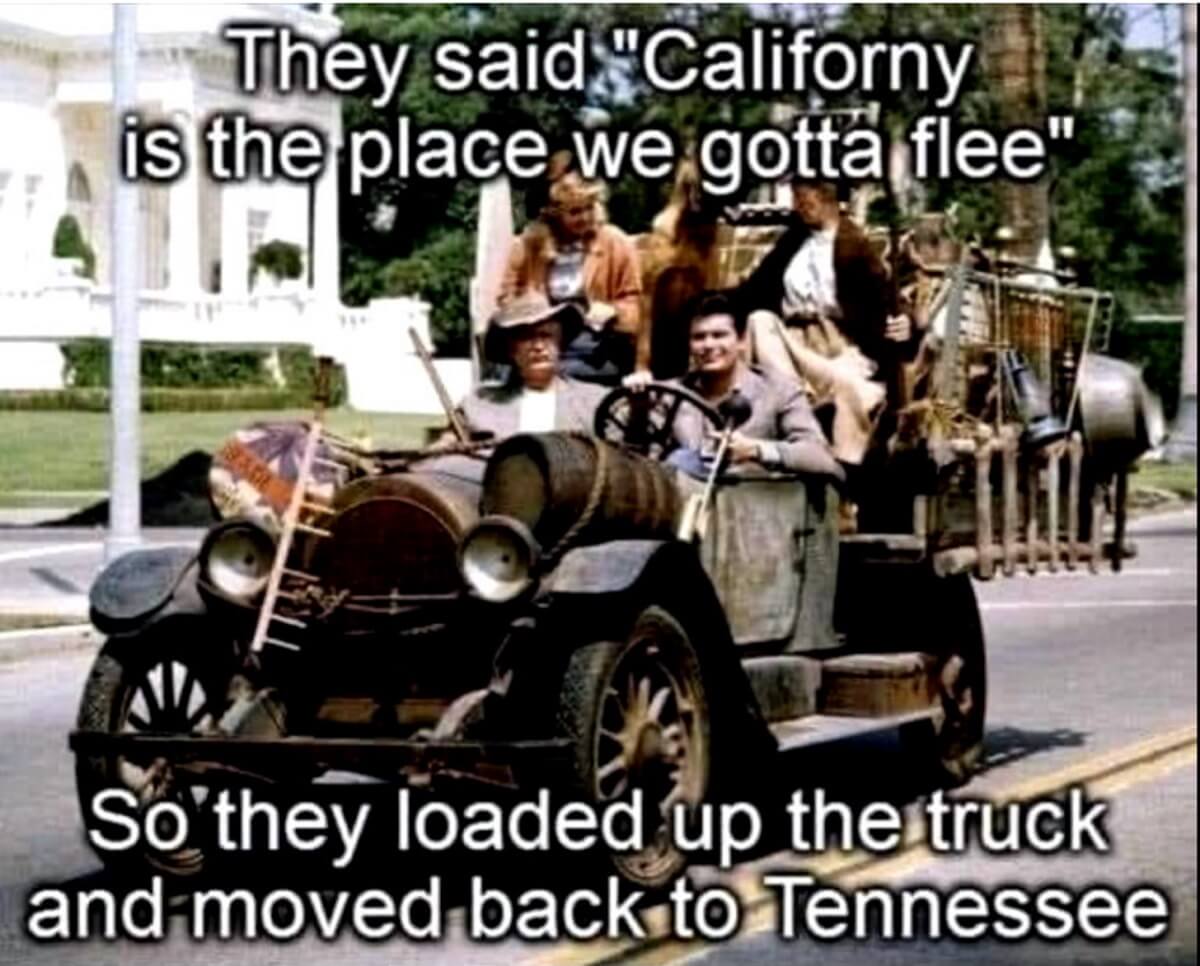 They said "Californy
is the place we gotta flee"
So they loaded up the truck
and moved back to Tennessee